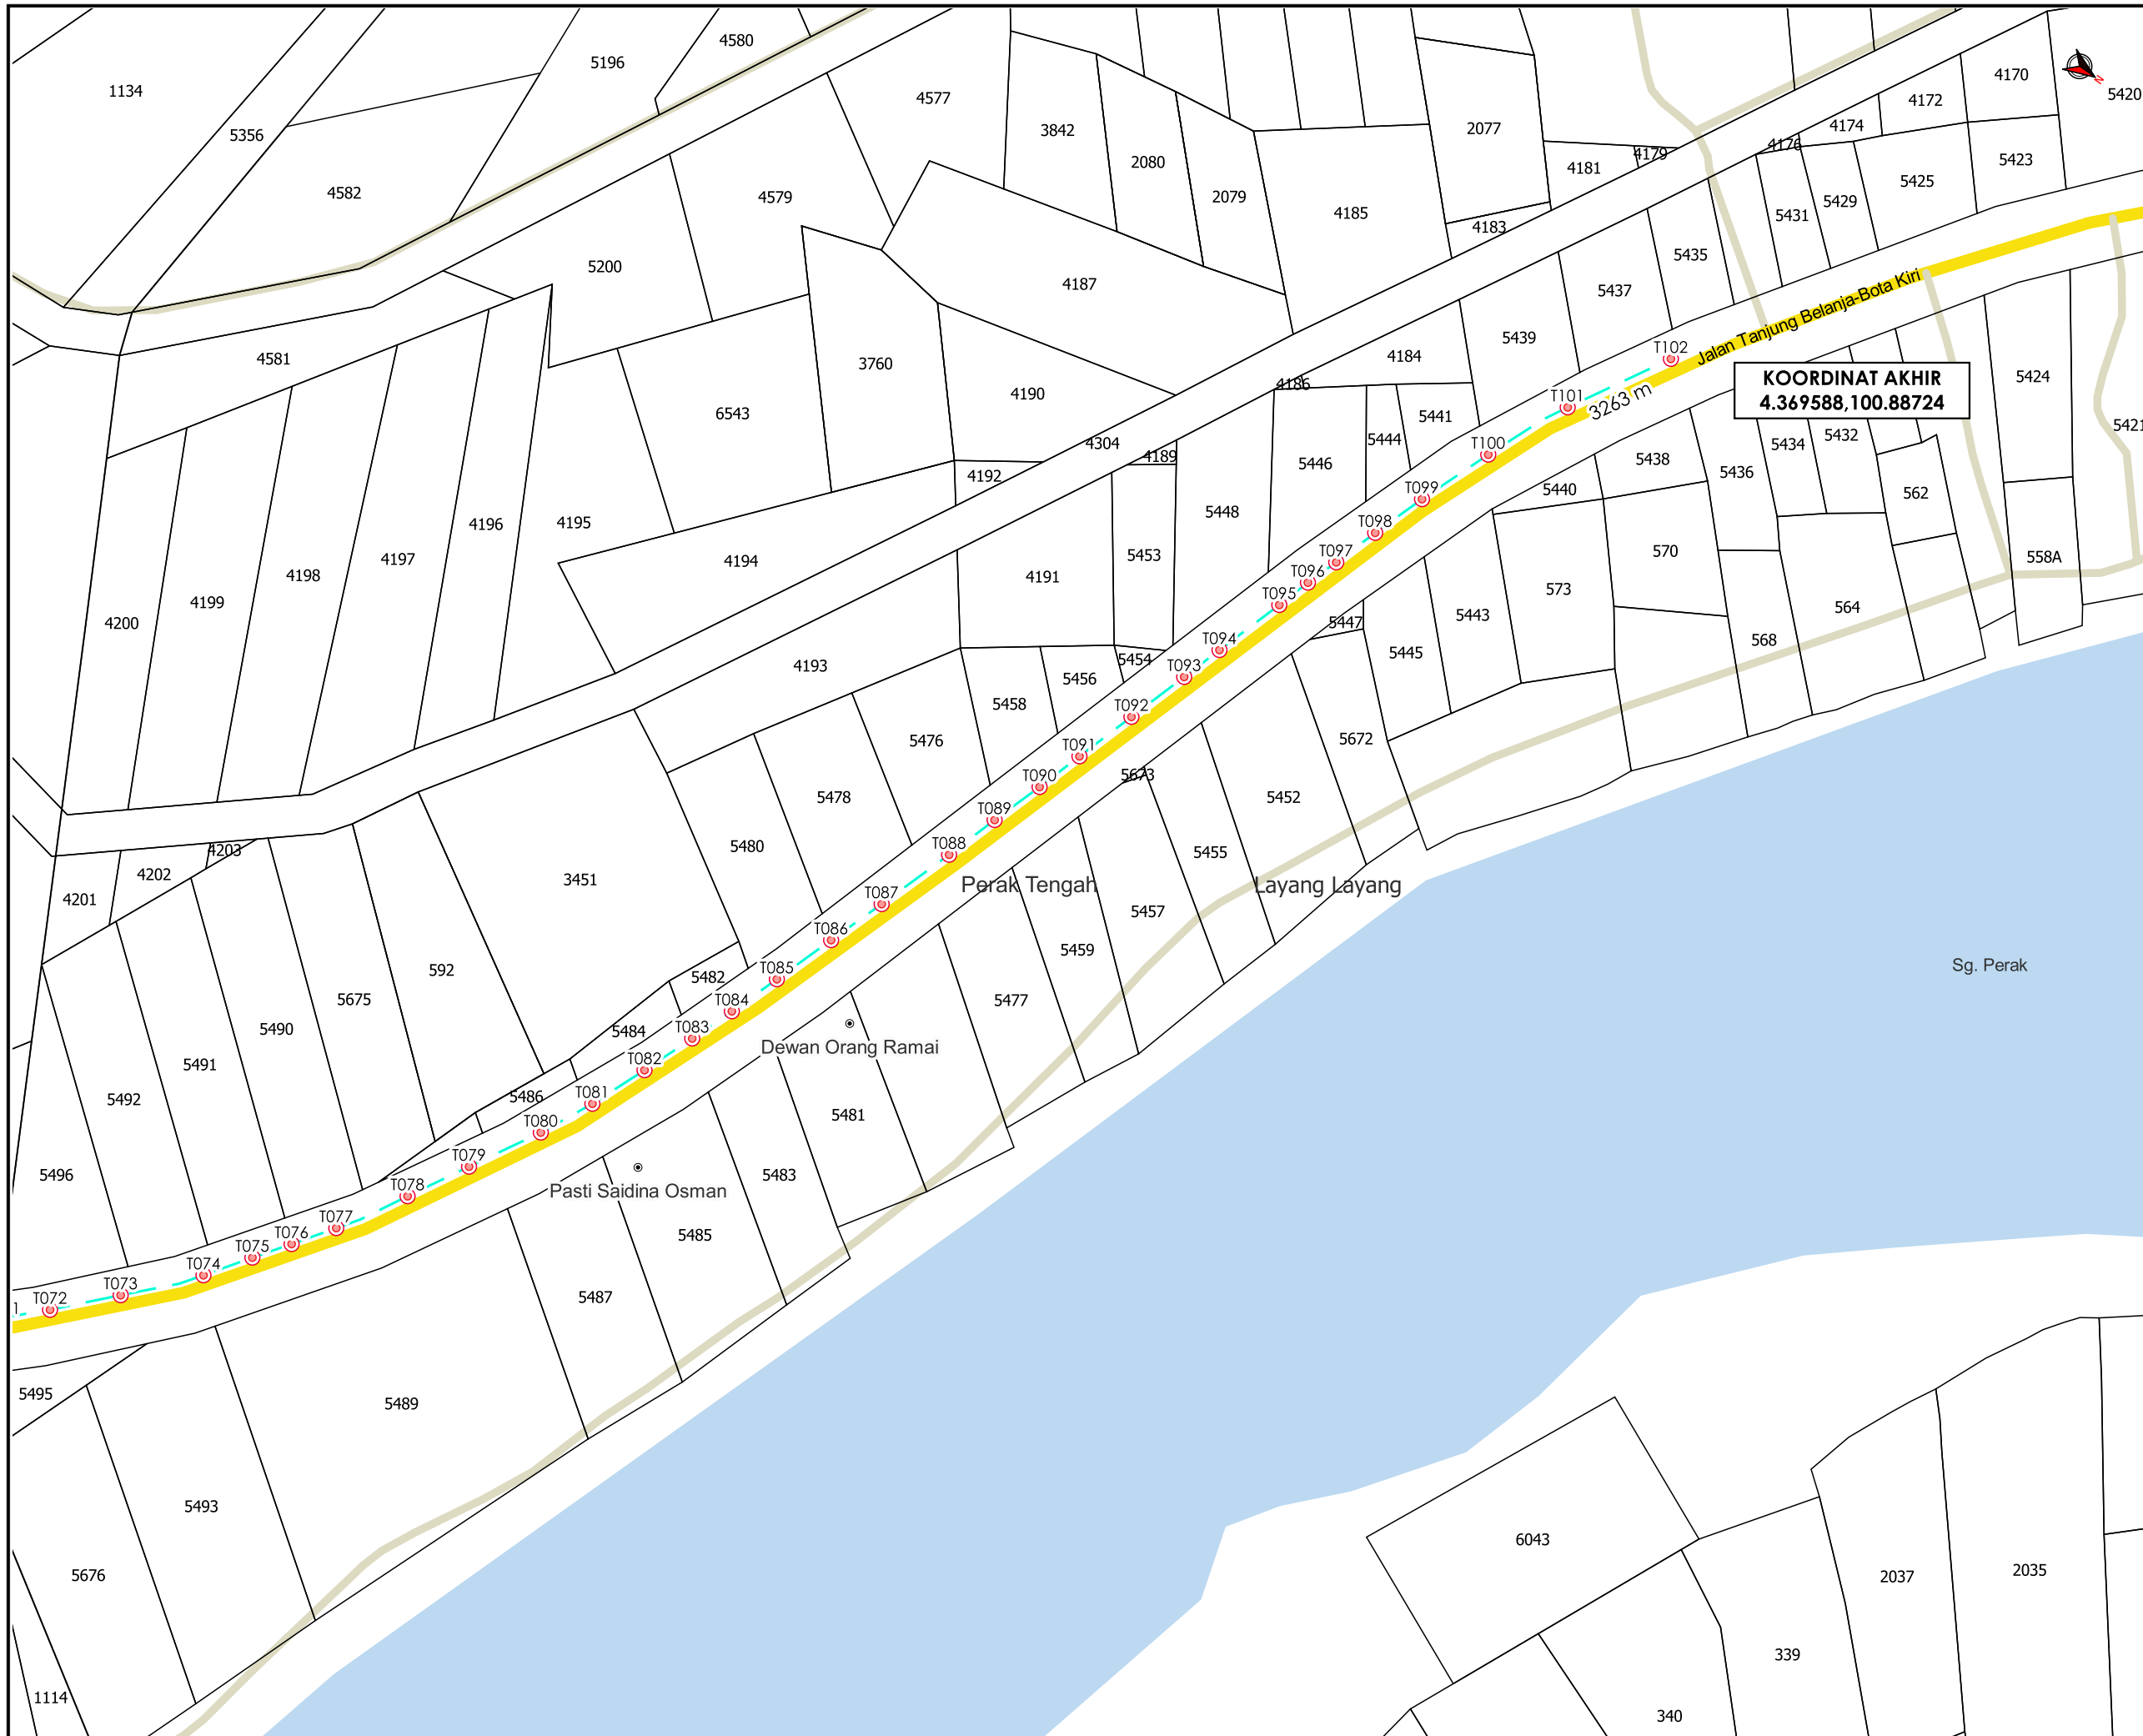 4580
5196
4170
4577
1134
5420
4172
4174
2077
3842
5356
4176
4179
2080
5423
4181
4582
4579
2079
5425
4185
5429
5431
4183
5435
5200
4187
5437
Jalan Tanjung Belanja-Bota Kiri
5439
T102
4581
4184
3760
KOORDINAT AKHIR
4.369588,100.88724
5424
4186
4190
T101
3263 m
6543
5441
5421
4304
5444
T100
5434
5432
4189
5446
5438
5436
4192
T099
5440
562
5448
4196
4195
T098
5453
T097
570
558A
4197
4194
4198
4191
T096
573
T095
4199
564
5443
4200
5447
T094
568
5445
5454
4193
T093
5456
5458
T092
5672
5476
T091
5673
T090
5478
5452
T089
5480
T088
4203
5455
4202
3451
Perak Tengah
Layang Layang
T087
4201
5457
T086
5459
Sg. Perak
592
T085
5482
5675
5477
T084
5490
T083
5484
Dewan Orang Ramai
T082
5491
5486
T081
5492
5481
T080
T079
5496
5483
T078
Pasti Saidina Osman
T077
5485
T076
T075
T074
T073
5487
T072
1
5495
5489
5493
6043
5676
2037
2035
339
1114
340
N